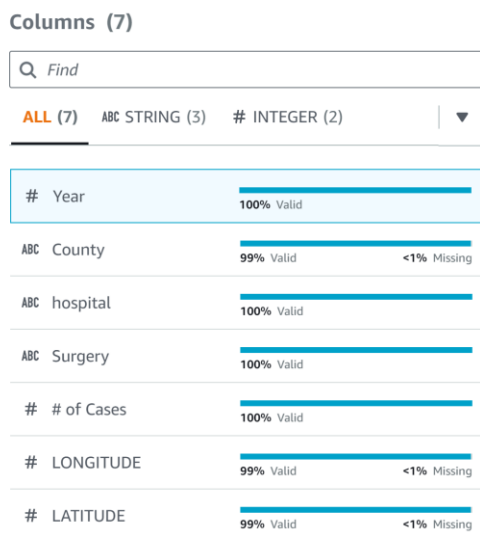 Columns (7)
Find
ALL (7) ABC STRING (3) # INTEGER (2)
# Year
100% Valid
ABC County
99% Valid <1% Missing
ABC hospital
100% Valid
ABC Surgery
100% Valid
# # of Cases
100% Valid
# LONGITUDE
99% Valid <1% Missing
# LATITUDE
99% Valid <1% Missing